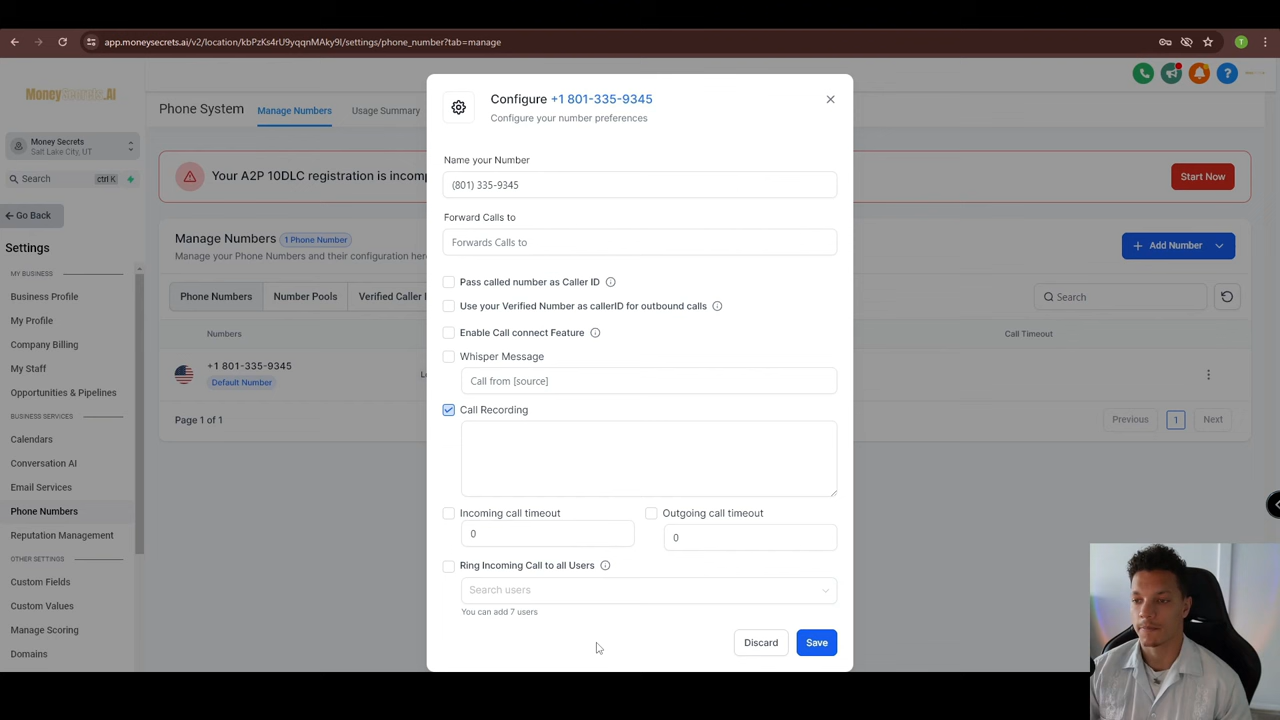 app.moneysecrets.ai/v2/location/kbPzKs4rU9yqqnMAky9l/settings/phone_number?tab=manage
T
MoneySecrets.AI
Money Secrets
Salt Lake City, UT
Search
ctrl K
Go Back
Settings
MY BUSINESS
Business Profile
My Profile
Company Billing
My Staff
Opportunities & Pipelines
BUSINESS SERVICES
Calendars
Conversation AI
Email Services
Phone Numbers
Reputation Management
OTHER SETTINGS
Custom Fields
Custom Values
Manage Scoring
Domains
Phone System
Manage Numbers
Usage Summary
Your A2P 10DLC registration is incomp
Start Now
Manage Numbers
1 Phone Number
Manage your Phone Numbers and their configuration here
Add Number
Phone Numbers
Number Pools
Verified Caller I
Search
Numbers
Call Timeout
+1 801-335-9345
Default Number
Page 1 of 1
Previous
1
Next
Configure +1 801-335-9345
Configure your number preferences
Name your Number
(801) 335-9345
Forward Calls to
Forwards Calls to
Pass called number as Caller ID
Use your Verified Number as callerID for outbound calls
Enable Call connect Feature
Whisper Message
Call from [source]
Call Recording
Incoming call timeout
0
Outgoing call timeout
0
Ring Incoming Call to all Users
Search users
You can add 7 users
Discard
Save